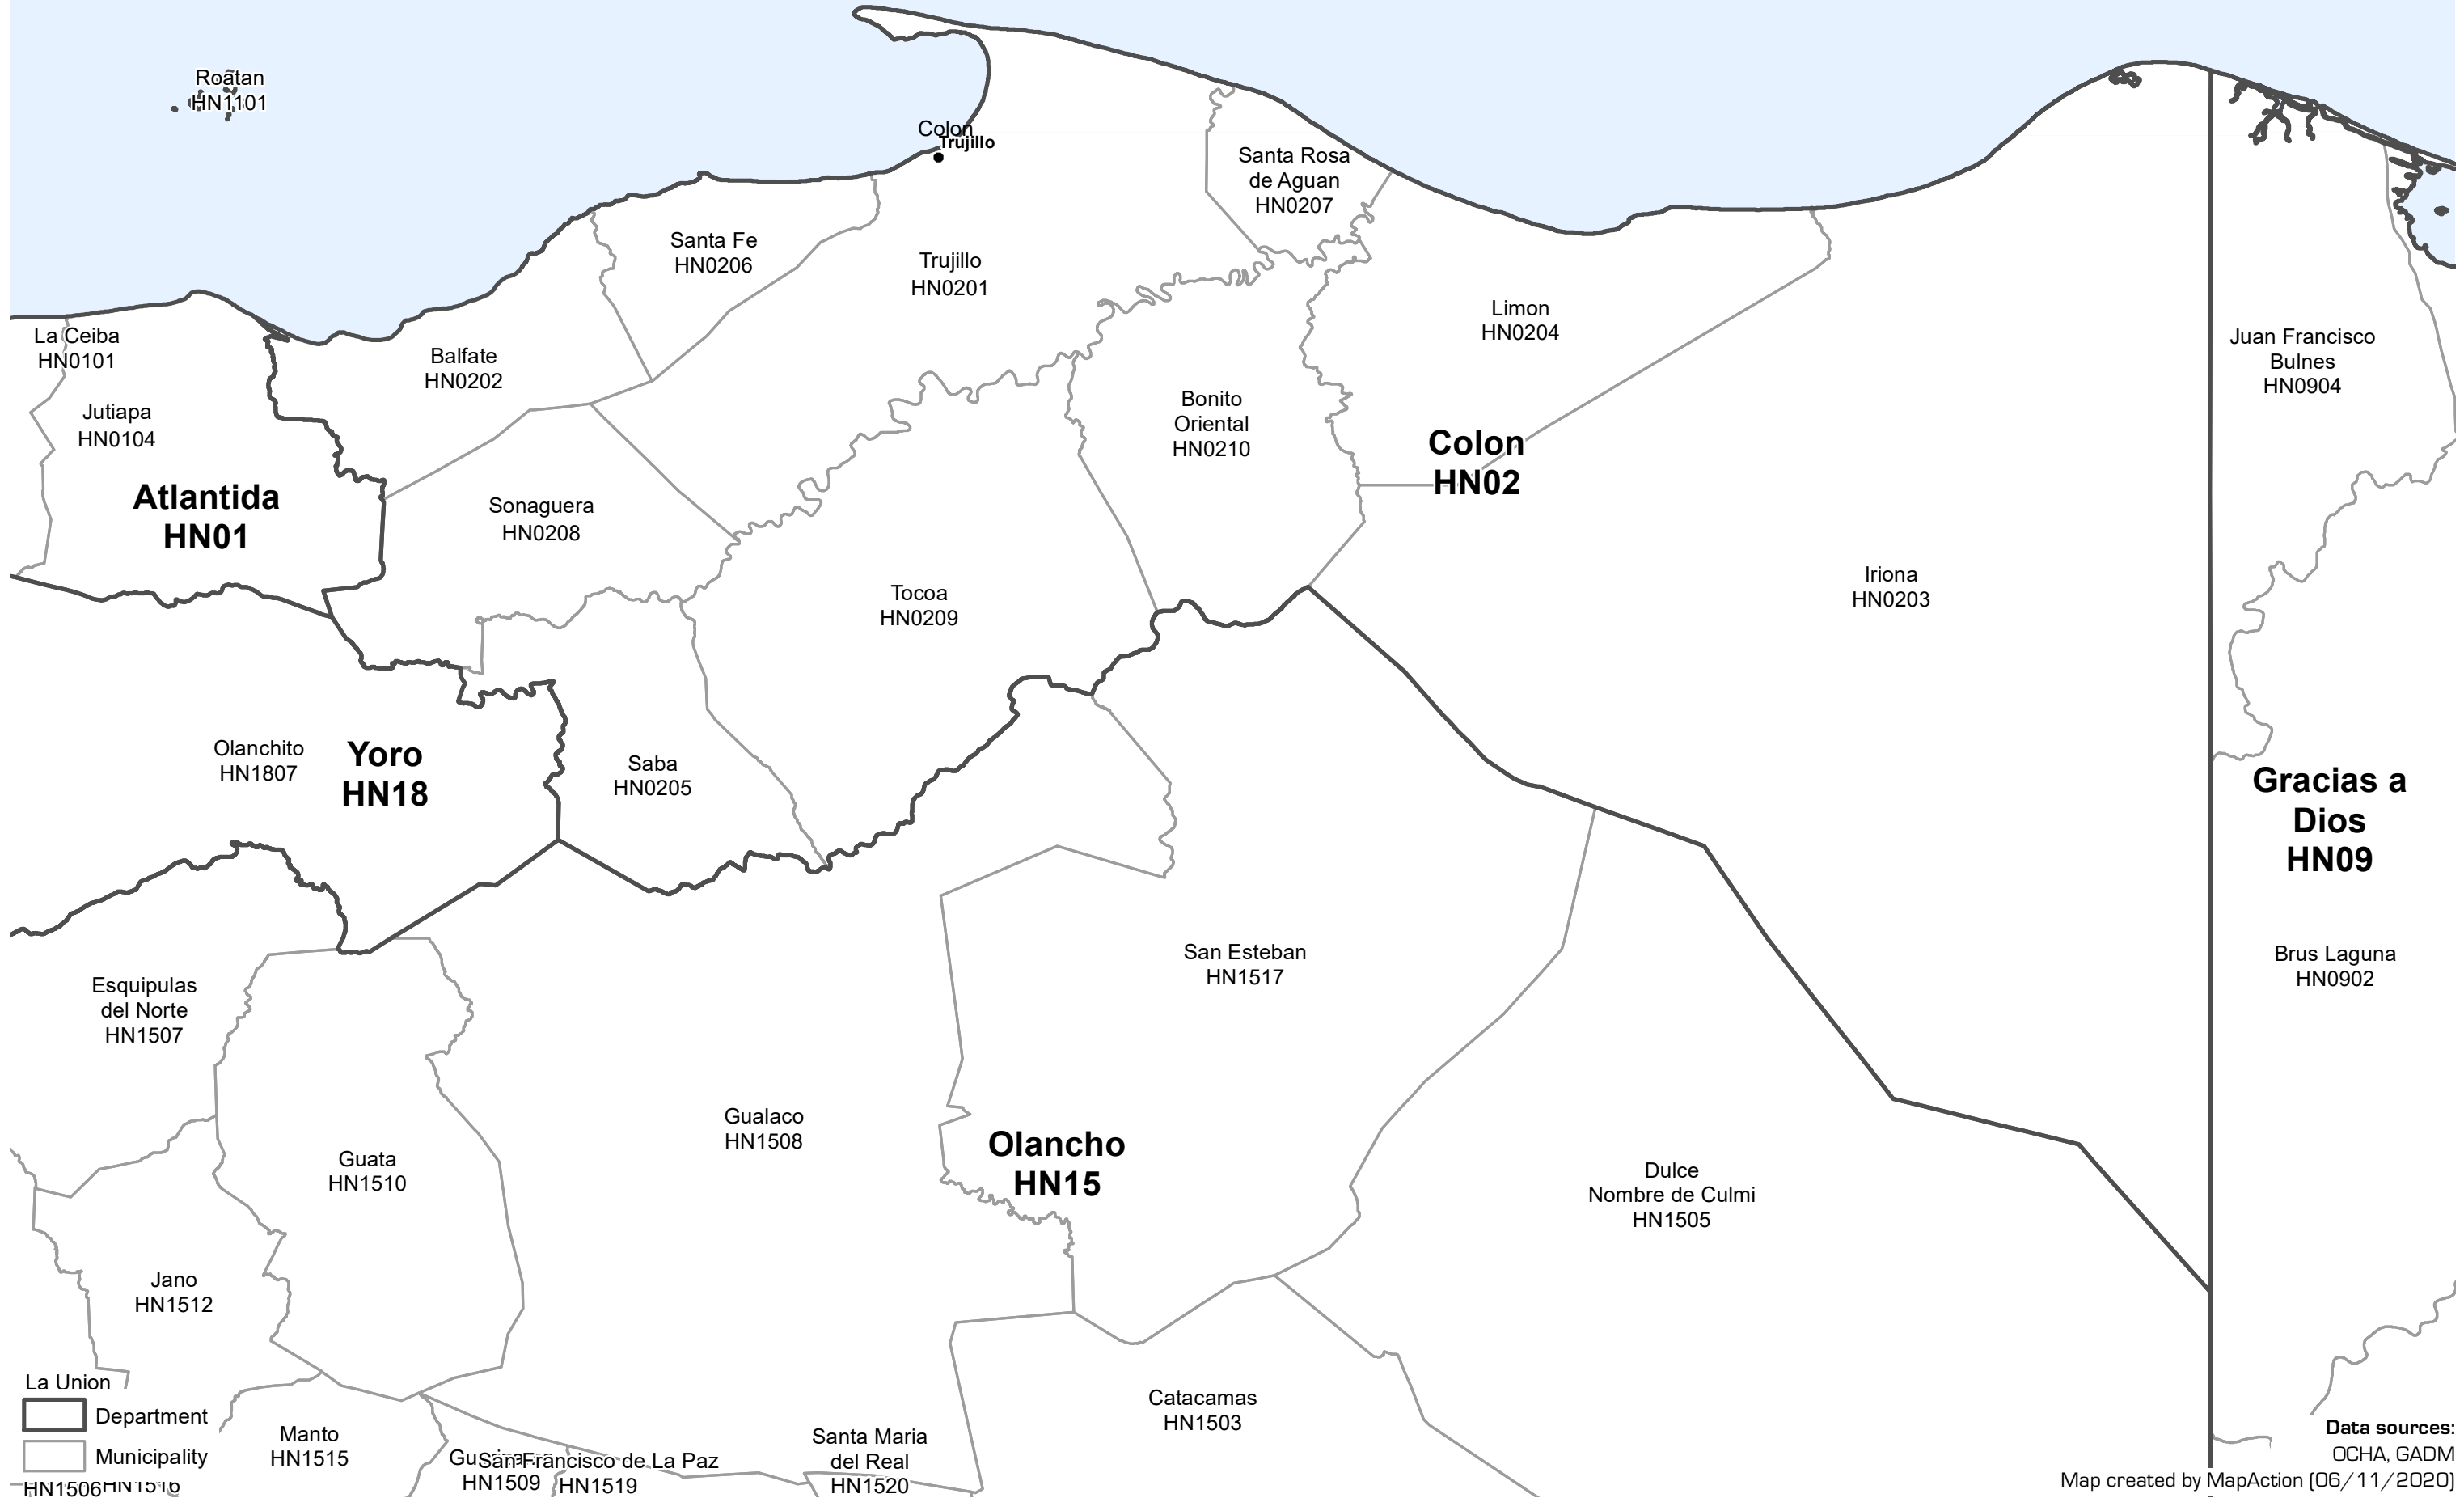 Roatan
HN1101
Colon
Trujillo
Santa Rosa
de Aguan
HN0207
Santa Fe
HN0206
Trujillo
HN0201
La Ceiba
HN0101
Balfate
HN0202
Limon
HN0204
Juan Francisco
Bulnes
HN0904
Jutiapa
HN0104
Bonito
Oriental
HN0210
Colon
HN02
Atlantida
HN01
Sonaguera
HN0208
Tocoa
HN0209
Iriona
HN0203
Olanchito
HN1807
Yoro
HN18
Saba
HN0205
Gracias a
Dios
HN09
San Esteban
HN1517
Brus Laguna
HN0902
Esquipulas
del Norte
HN1507
Gualaco
HN1508
Olancho
HN15
Guata
HN1510
Dulce
Nombre de Culmi
HN1505
Jano
HN1512
La Union
Department
Municipality
HN1506
HN1516
Manto
HN1515
HN1509
San Francisco de La Paz
HN1519
Santa Maria
del Real
HN1520
Catacamas
HN1503
Data sources:
OCHA, GADM
Map created by MapAction (06/11/2020)